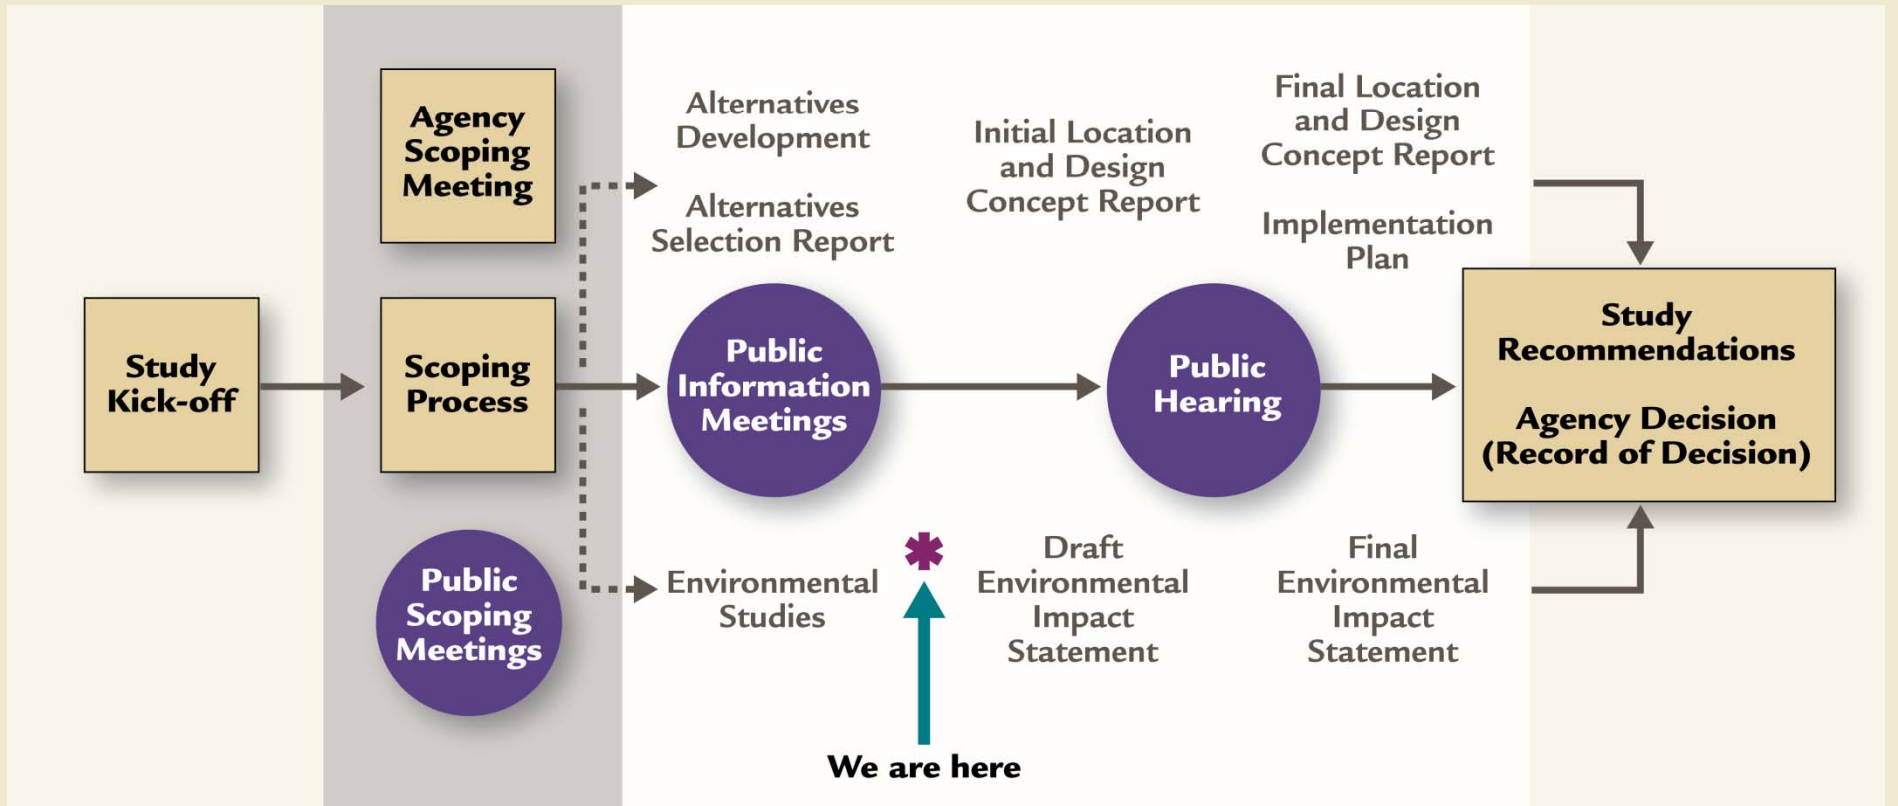 Agency
Scoping
Meeting
Study
Kick-off
Scoping
Process
Public
Scoping
Meetings
Alternatives
Development
Alternatives
Selection Report
Public
Information
Meetings
Environmental
Studies
We are here
Initial Location
and Design
Concept Report
Draft
Environmental
Impact
Statement
Public
Hearing
Final Location
and Design
Concept Report
Implementation
Plan
Final
Environmental
Impact
Statement
Study
Recommendations
Agency Decision
(Record of Decision)